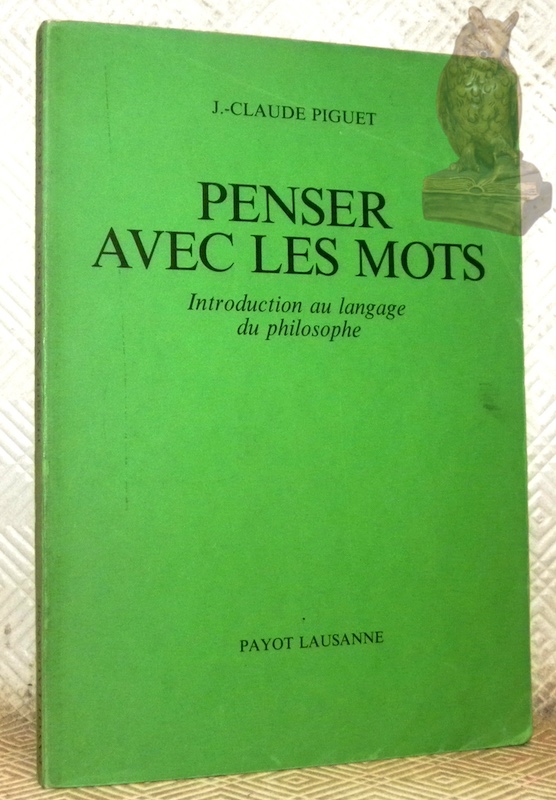 J.-CLAUDE PIGUET
PENSER
AVEC LES MOTS
Introduction au langage
du philosophe
PAYOT LAUSANNE